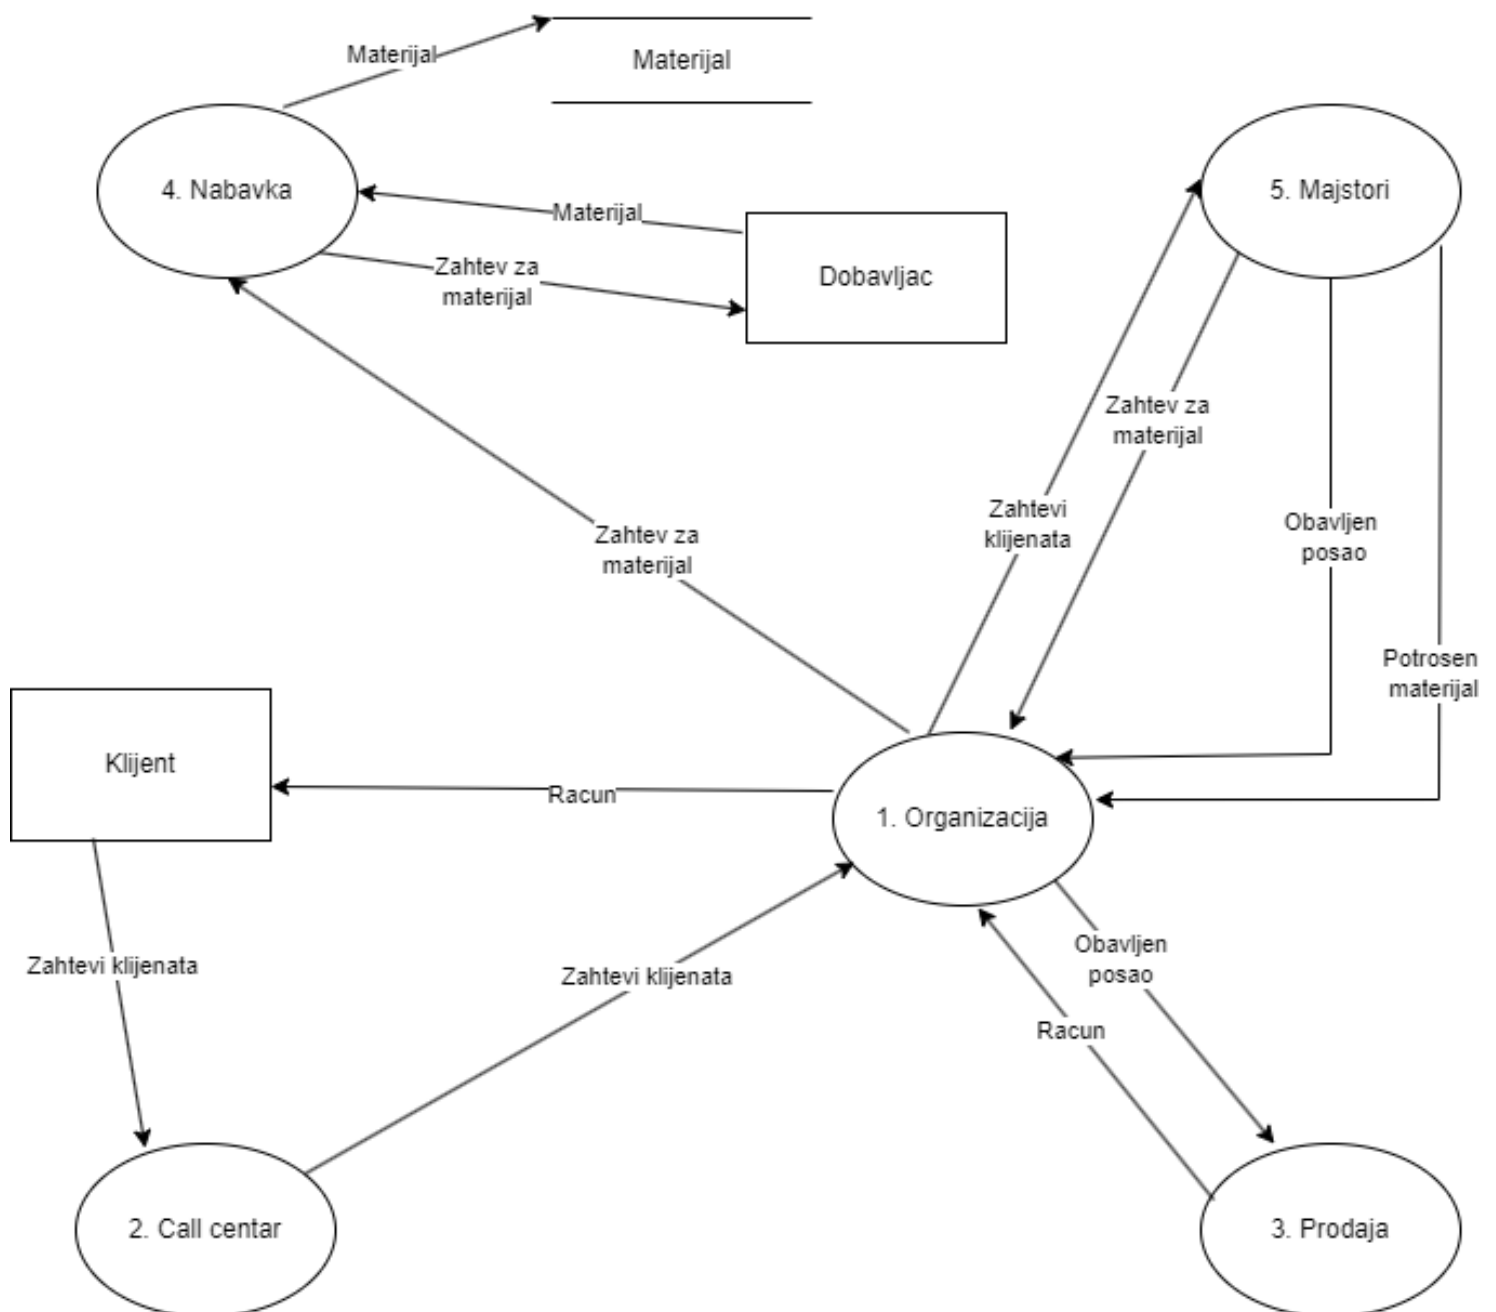 Materijal
Materijal
4. Nabavka
5. Majstori
Materijal
Zahtev za
materijal
Dobavljac
Zahtev za
materijal
Zahtevi
klijenata
Obavljen
posao
Zahtev za
materijal
Potrosen
materijal
Klijent
Racun
1. Organizacija
Zahtevi klijenata
Zahtevi klijenata
Obavljen
posao
Racun
2. Call centar
3. Prodaja